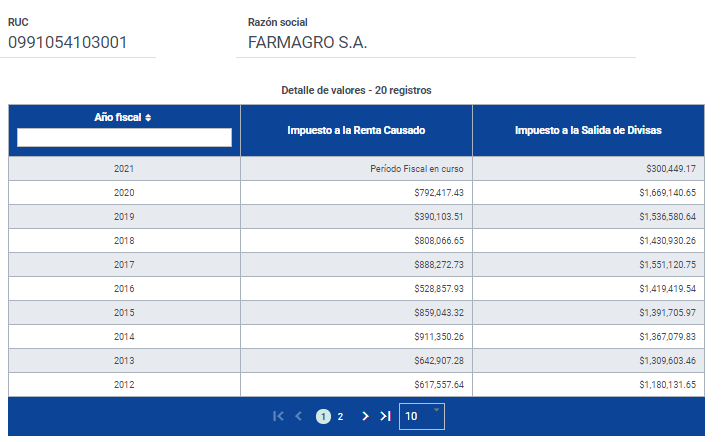 RUC Razón social
0991054103001 FARMAGRO S.A.
Detalle de valores - 20 registros
Año fiscal Impuesto a la Renta Causado Impuesto a la Salida de Divisas
2021 Período Fiscal en curso $300,449.17
2020 $792,417.43 $1,669,140.65
2019 $390,103.51 $1,536,580.64
2018 $808,066.65 $1,430,930.26
2017 $888,272.73 $1,551,120.75
2016 $528,857.93 $1,419,419.54
2015 $859,043.32 $1,391,705.97
2014 $911,350.26 $1,367,079.83
2013 $642,907.28 $1,309,603.46
2012 $617,557.64 $1,180,131.65
1 2 10